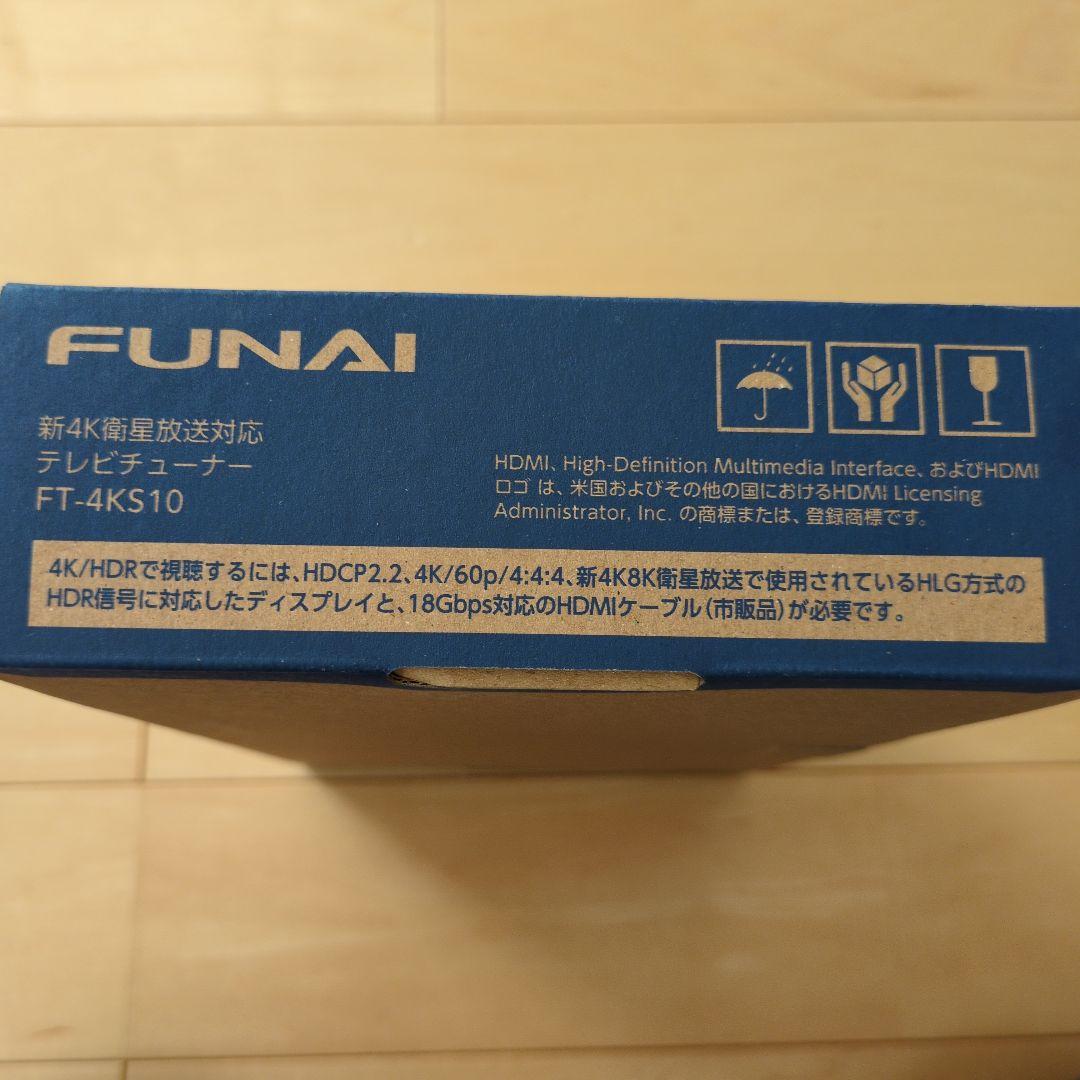 FUNAI
新4K衛星放送対応
テレビチューナー
FT-4KS10
HDMI、High-Definition Multimedia Interface、およびHDMI
ロゴ は、米国およびその他の国におけるHDMI Licensing
Administrator, Inc. の商標または、登録商標です。
4K/HDRで視聴するには、HDCP2.2、4K/60p/4:4:4、新4K8K衛星放送で使用されているHLG方式の
HDR信号に対応したディスプレイと、18Gbps対応のHDMIケーブル(市販品)が必要です。